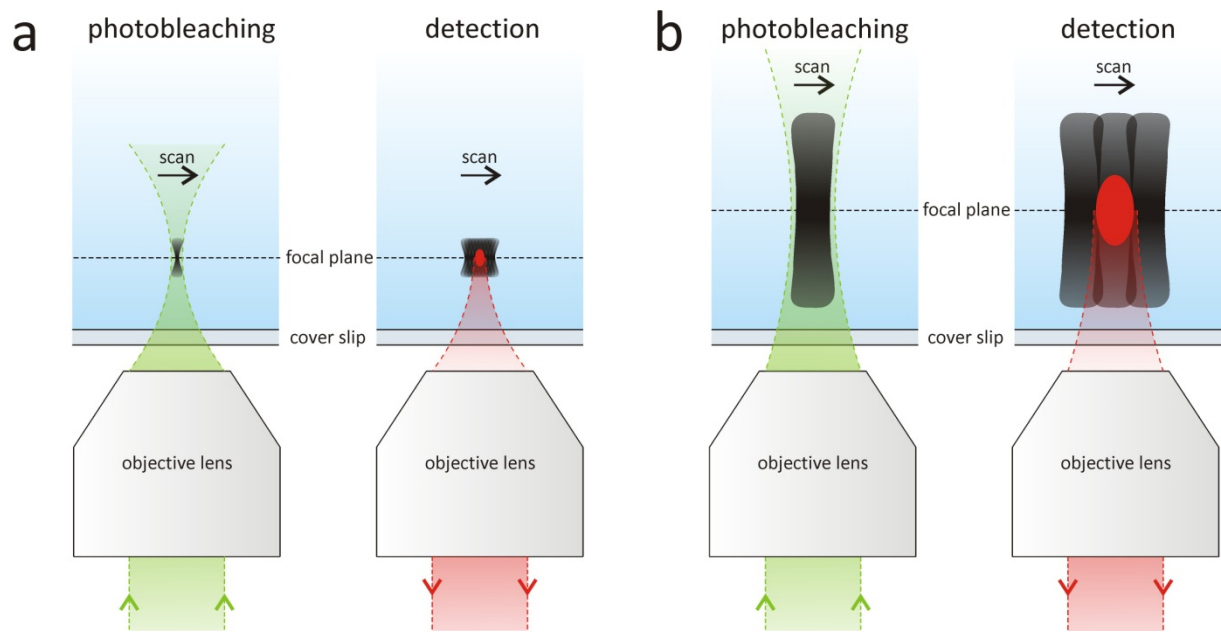 a
photobleaching
detection
scan
scan
focal plane
cover slip
objective lens
objective lens
b
photobleaching
detection
scan
scan
focal plane
cover slip
objective lens
objective lens